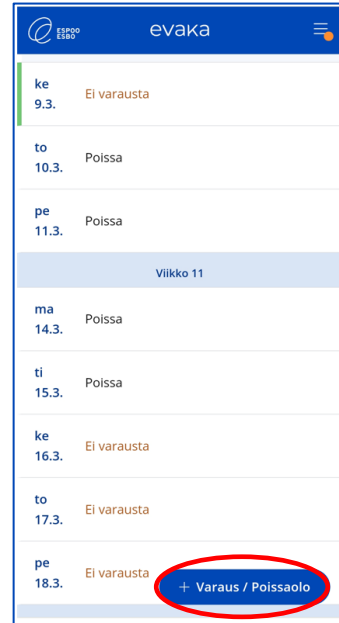 ESPOO
ESBO
evaka
ke
9.3.
Ei varausta
to
10.3.
Poissa
pe
11.3.
Poissa
Viikko 11
ma
14.3.
Poissa
ti
15.3.
Poissa
ke
16.3.
Ei varausta
to
17.3.
Ei varausta
pe
18.3.
Ei varausta
+ Varaus / Poissaolo